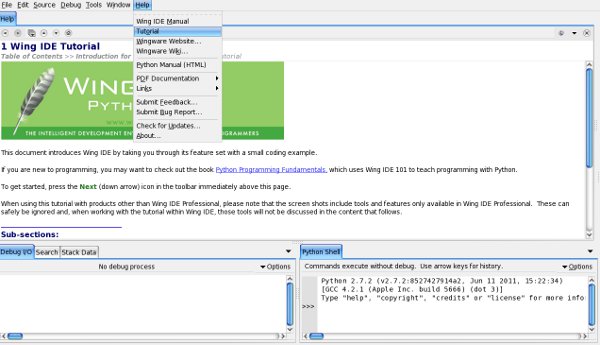 File Edit Source Debug Tools Window Help
Help
Wing IDE Manual
Tutorial
Wingware Website...
Wingware Wiki...
Python Manual (HTML)
PDF Documentation
Links
Submit Feedback...
Submit Bug Report...
Check for Updates...
About...
1 Wing IDE Tutorial
Table of Contents >> Introduction for
WING
PYTH
THE INTELLIGENT DEVELOPMENT EN
GRAMMERS
This document introduces Wing IDE by taking you through its feature set with a small coding example.
If you are new to programming, you may want to check out the book Python Programming Fundamentals, which uses Wing IDE 101 to teach programming with Python.
To get started, press the Next (down arrow) icon in the toolbar immediately above this page.
When using this tutorial with products other than Wing IDE Professional, please note that the screen shots include tools and features only available in Wing IDE Professional. These can
safely be ignored and, when working with the tutorial within Wing IDE, those tools will not be discussed in the content that follows.
Sub-sections:
Debug I/O Search Stack Data
No debug process
Options
Python Shell
Commands execute without debug. Use arrow keys for history.
Options
Python 2.7.2 (v2.7.2:8527427914a2, Jun 11 2011, 15:22:34)
[GCC 4.2.1 (Apple Inc. build 5666) (dot 3)]
Type "help", "copyright", "credits" or "license" for more info
>>>